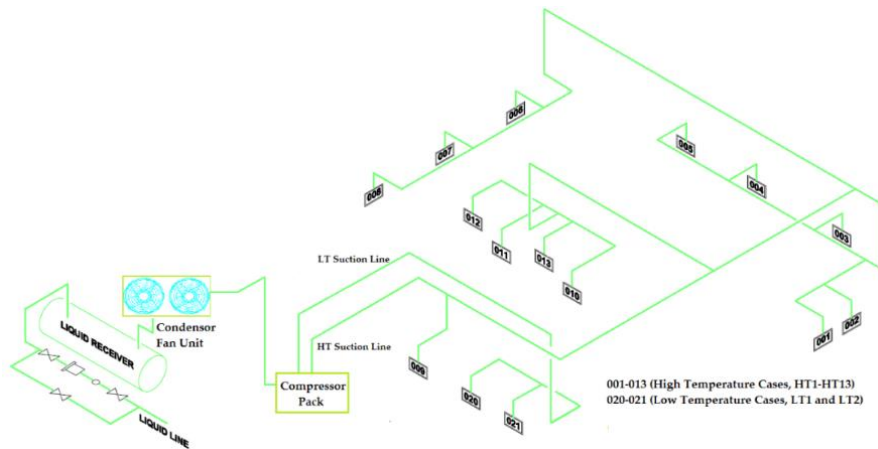 006
007
005
008
004
012
003
011
013
LT Suction Line
010
Condensor
Fan Unit
LIQUID RECEIVER
002
001
HT Suction Line
009
Compressor
Pack
001-013 (High Temperature Cases, HT1-HT13)
020-021 (Low Temperature Cases, LT1 and LT2)
020
021
LIQUID LINE